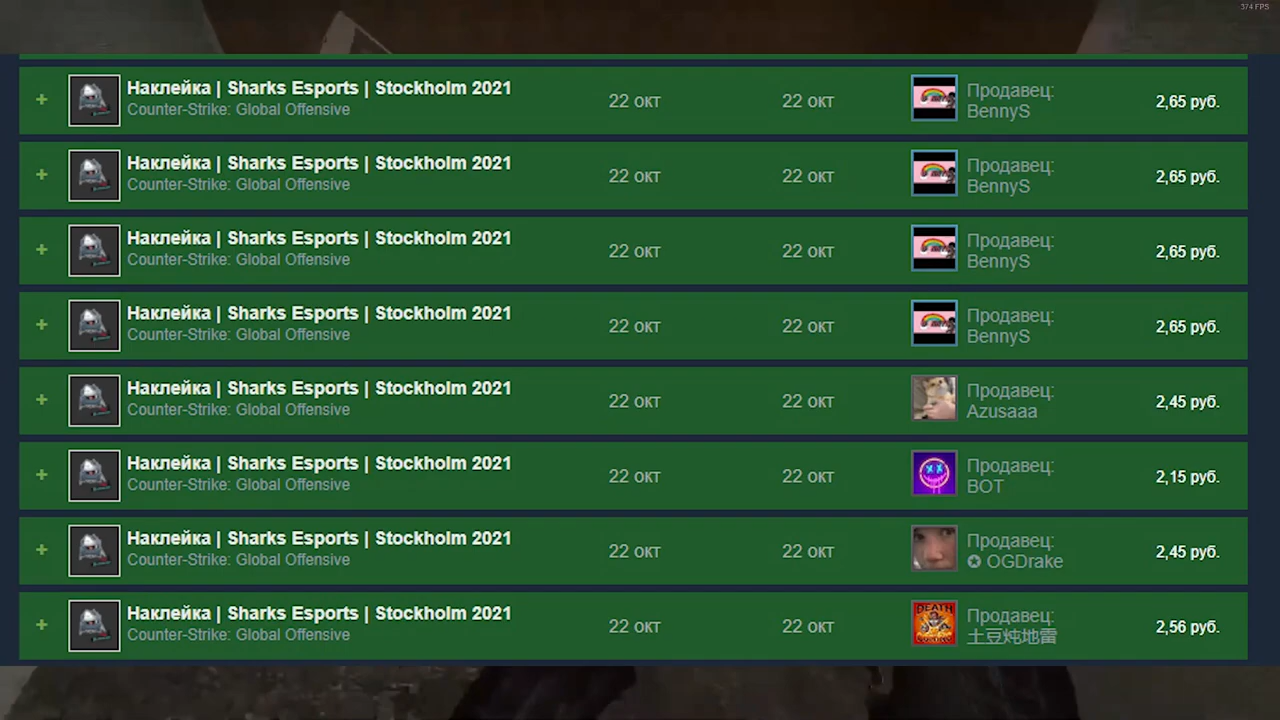 374 FPS
+ Наклейка | Sharks Esports | Stockholm 2021 22 окт 22 окт Продавец: 2,65 руб.
Counter-Strike: Global Offensive BennyS
+ Наклейка | Sharks Esports | Stockholm 2021 22 окт 22 окт Продавец: 2,65 руб.
Counter-Strike: Global Offensive BennyS
+ Наклейка | Sharks Esports | Stockholm 2021 22 окт 22 окт Продавец: 2,65 руб.
Counter-Strike: Global Offensive BennyS
+ Наклейка | Sharks Esports | Stockholm 2021 22 окт 22 окт Продавец: 2,65 руб.
Counter-Strike: Global Offensive BennyS
+ Наклейка | Sharks Esports | Stockholm 2021 22 окт 22 окт Продавец: 2,45 руб.
Counter-Strike: Global Offensive Azusaaa
+ Наклейка | Sharks Esports | Stockholm 2021 22 окт 22 окт Продавец: 2,15 руб.
Counter-Strike: Global Offensive BOT
+ Наклейка | Sharks Esports | Stockholm 2021 22 окт 22 окт Продавец: 2,45 руб.
Counter-Strike: Global Offensive ✪ OGDrake
+ Наклейка | Sharks Esports | Stockholm 2021 22 окт 22 окт DEATH Продавец: 2,56 руб.
Counter-Strike: Global Offensive 土豆炖地雷